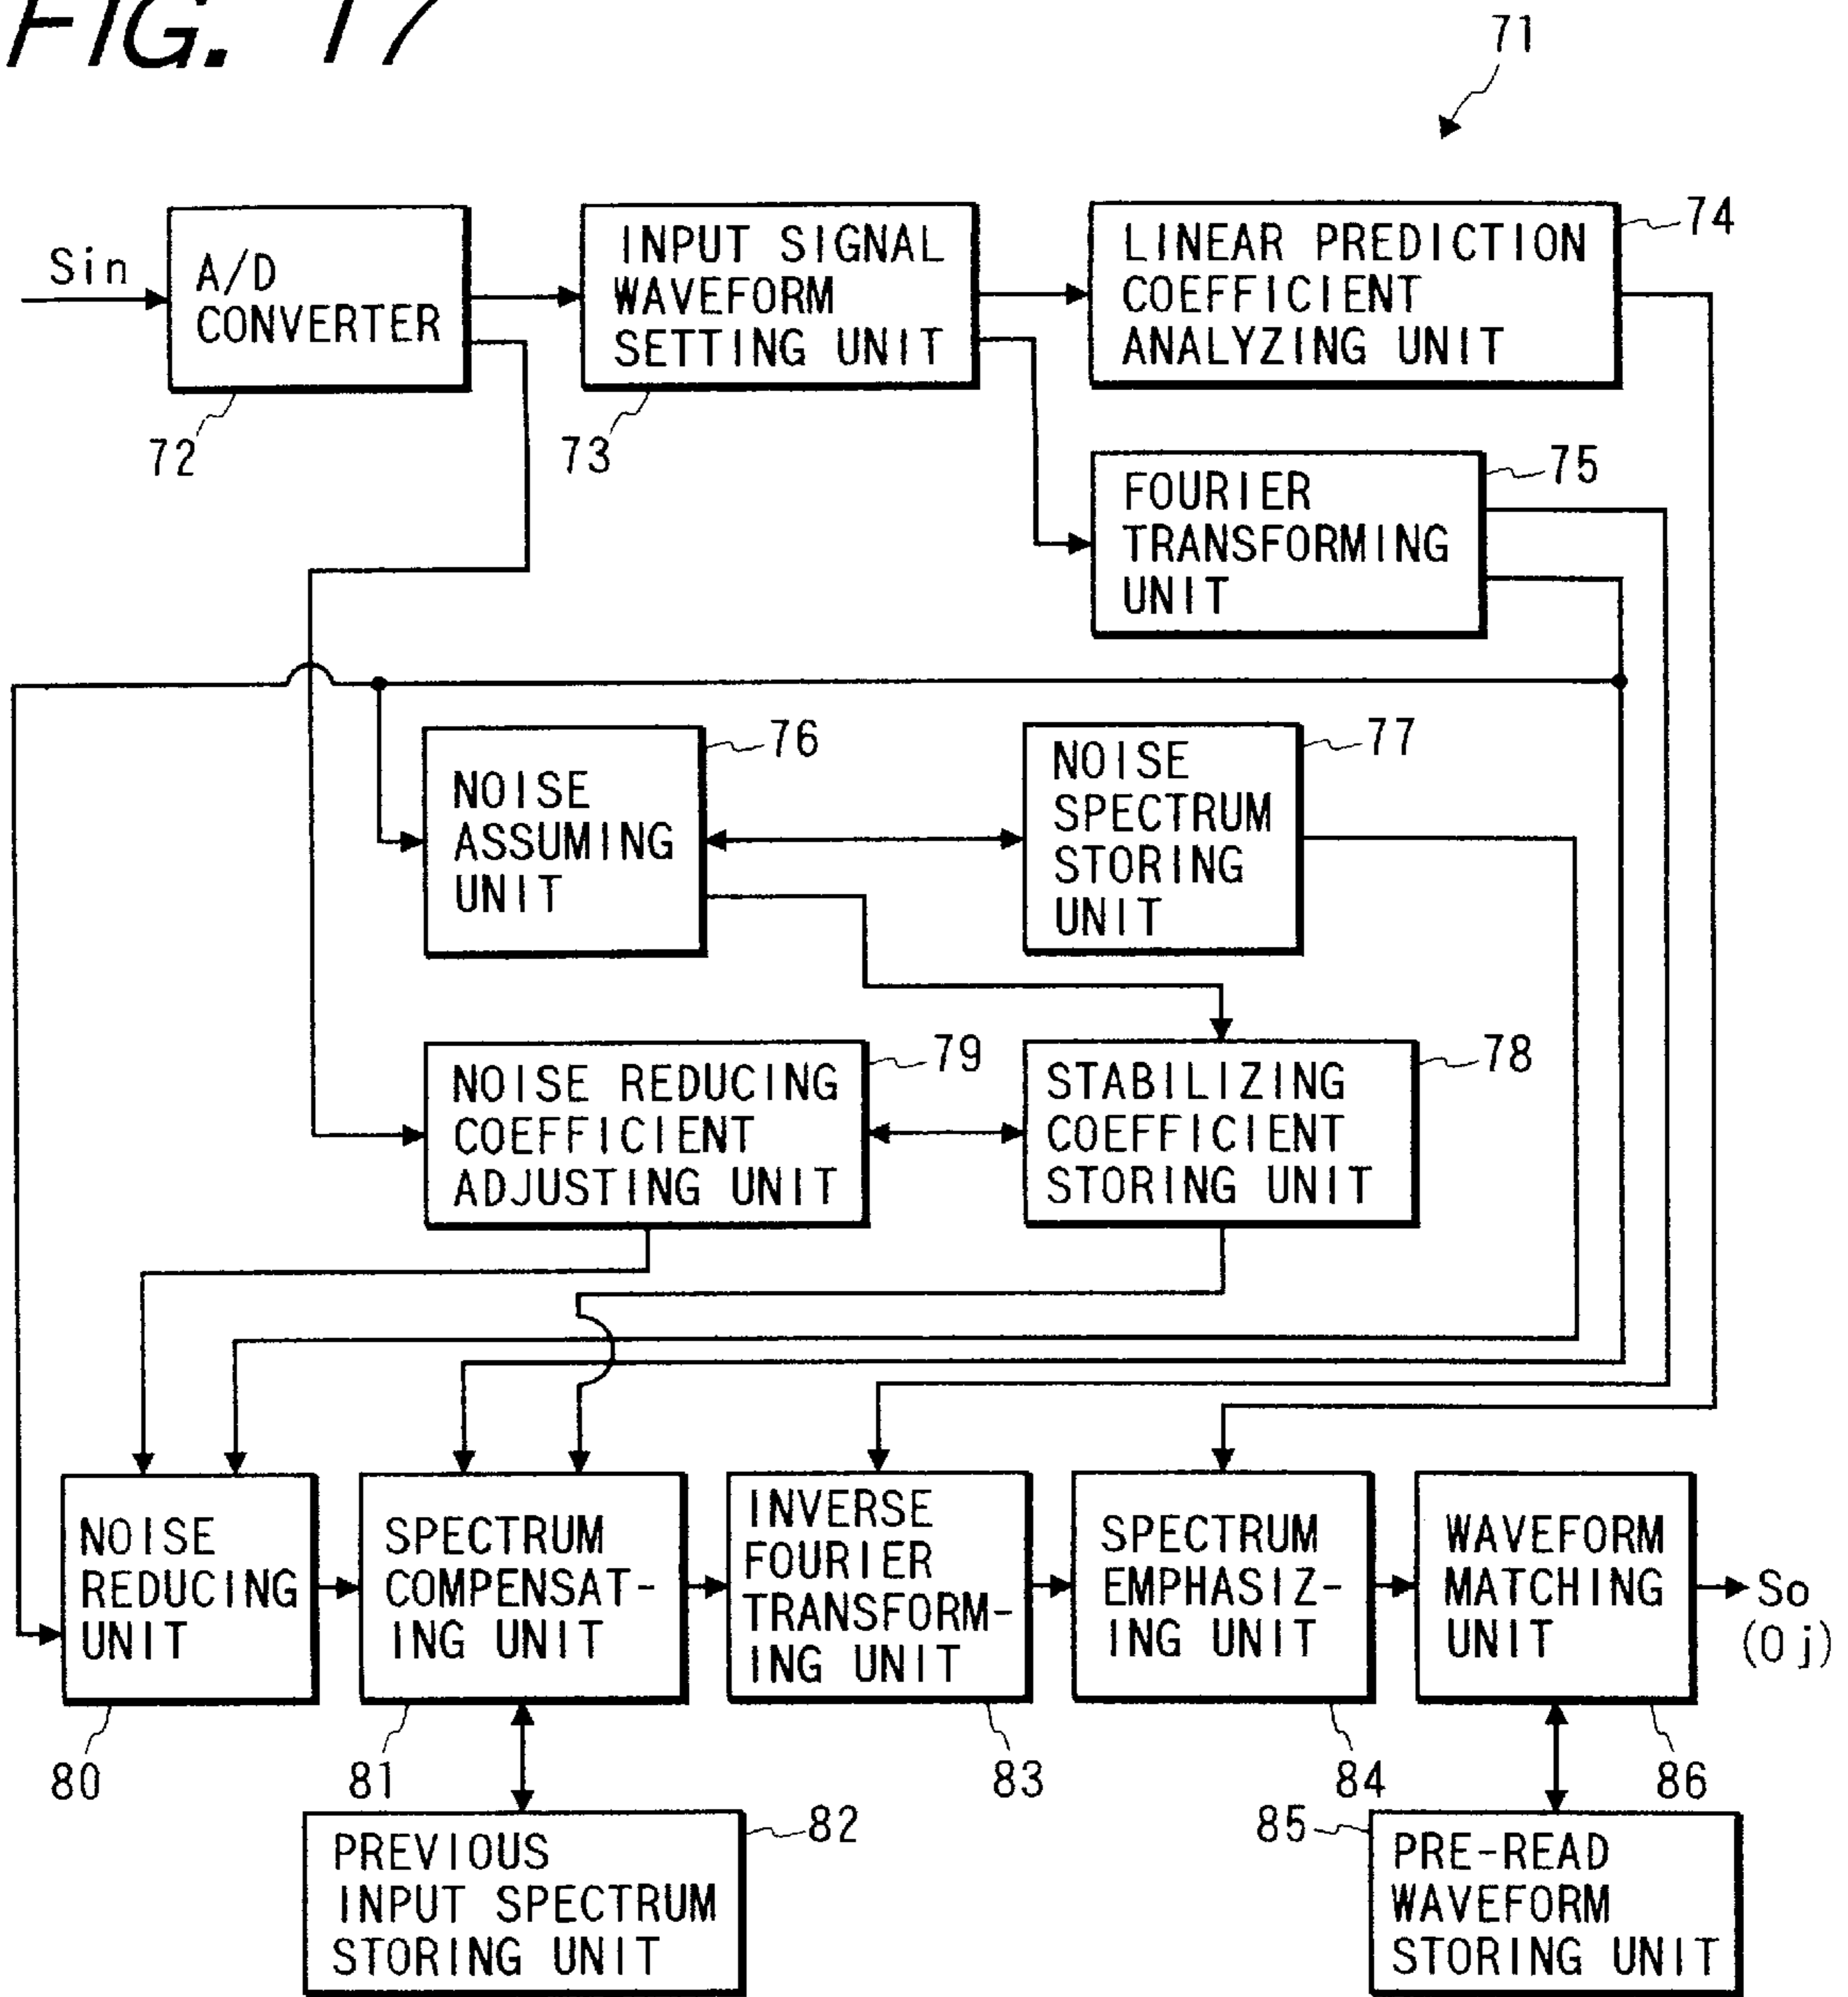 FIG. 17
71
Sin
A/D
CONVERTER
72
INPUT SIGNAL
WAVEFORM
SETTING UNIT
73
LINEAR PREDICTION
COEFFICIENT
ANALYZING UNIT
74
FOURIER
TRANSFORMING
UNIT
75
NOISE
ASSUMING
UNIT
76
NOISE
SPECTRUM
STORING
UNIT
77
NOISE REDUCING
COEFFICIENT
ADJUSTING UNIT
79
STABILIZING
COEFFICIENT
STORING UNIT
78
NOISE
REDUCING
UNIT
80
SPECTRUM
COMPENSAT-
ING UNIT
81
INVERSE
FOURIER
TRANSFORM-
ING UNIT
83
SPECTRUM
EMPHASIZ-
ING UNIT
84
WAVEFORM
MATCHING
UNIT
86
So
(Oj)
PREVIOUS
INPUT SPECTRUM
STORING UNIT
82
85
PRE-READ
WAVEFORM
STORING UNIT